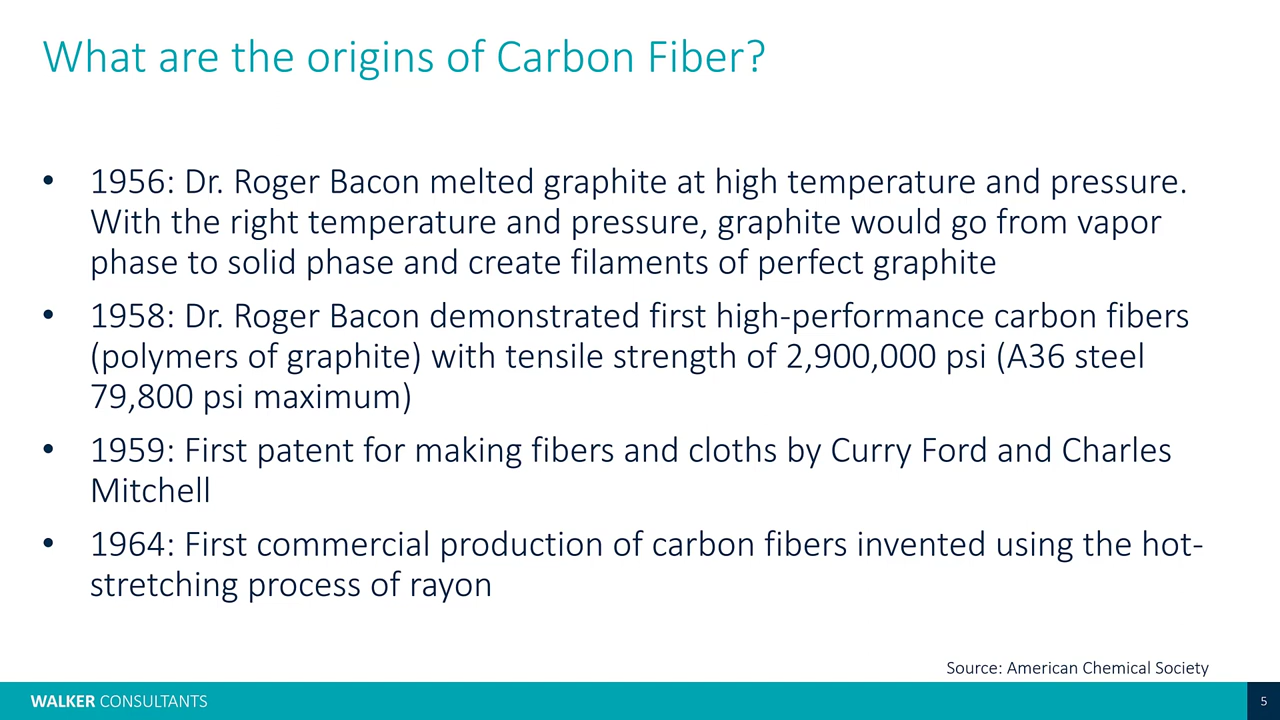 What are the origins of Carbon Fiber?
• 1956: Dr. Roger Bacon melted graphite at high temperature and pressure.
With the right temperature and pressure, graphite would go from vapor
phase to solid phase and create filaments of perfect graphite
• 1958: Dr. Roger Bacon demonstrated first high-performance carbon fibers
(polymers of graphite) with tensile strength of 2,900,000 psi (A36 steel
79,800 psi maximum)
• 1959: First patent for making fibers and cloths by Curry Ford and Charles
Mitchell
• 1964: First commercial production of carbon fibers invented using the hot-
stretching process of rayon
Source: American Chemical Society
WALKER CONSULTANTS
5